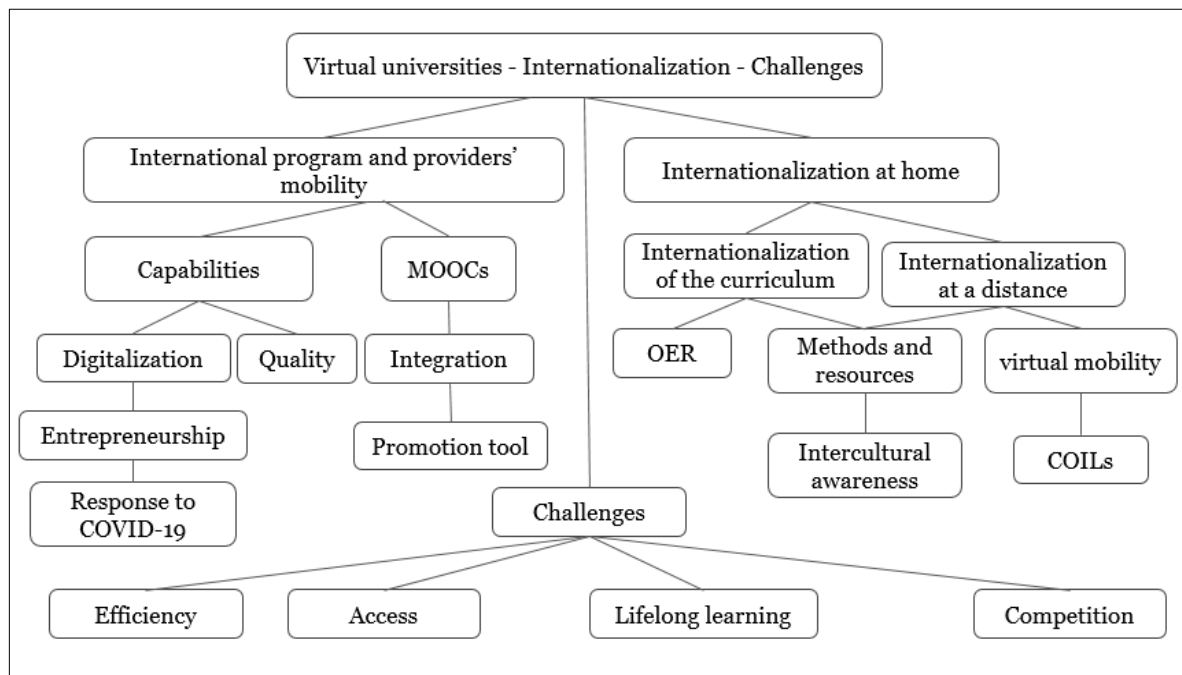 Virtual universities - Internationalization - Challenges
International program and providers’
mobility
Internationalization at home
Capabilities
MOOCs
Internationalization
of the curriculum
Internationalization
at a distance
Digitalization
Quality
Integration
OER
Methods and
resources
virtual mobility
Entrepreneurship
Promotion tool
Intercultural
awareness
COILs
Response to
COVID-19
Challenges
Efficiency
Access
Lifelong learning
Competition